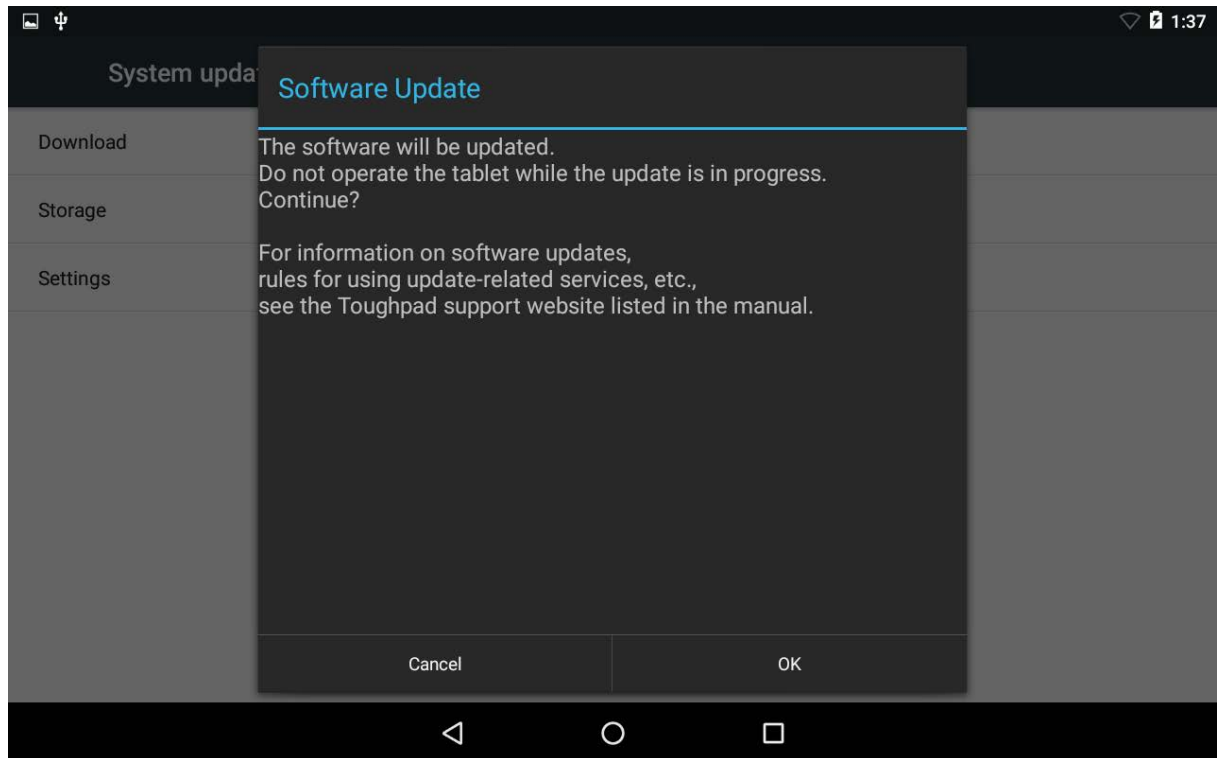 1:37
System upda
Software Update
Download
Storage
Settings
The software will be updated.
Do not operate the tablet while the update is in progress.
Continue?
For information on software updates,
rules for using update-related services, etc.,
see the Toughpad support website listed in the manual.
Cancel
OK